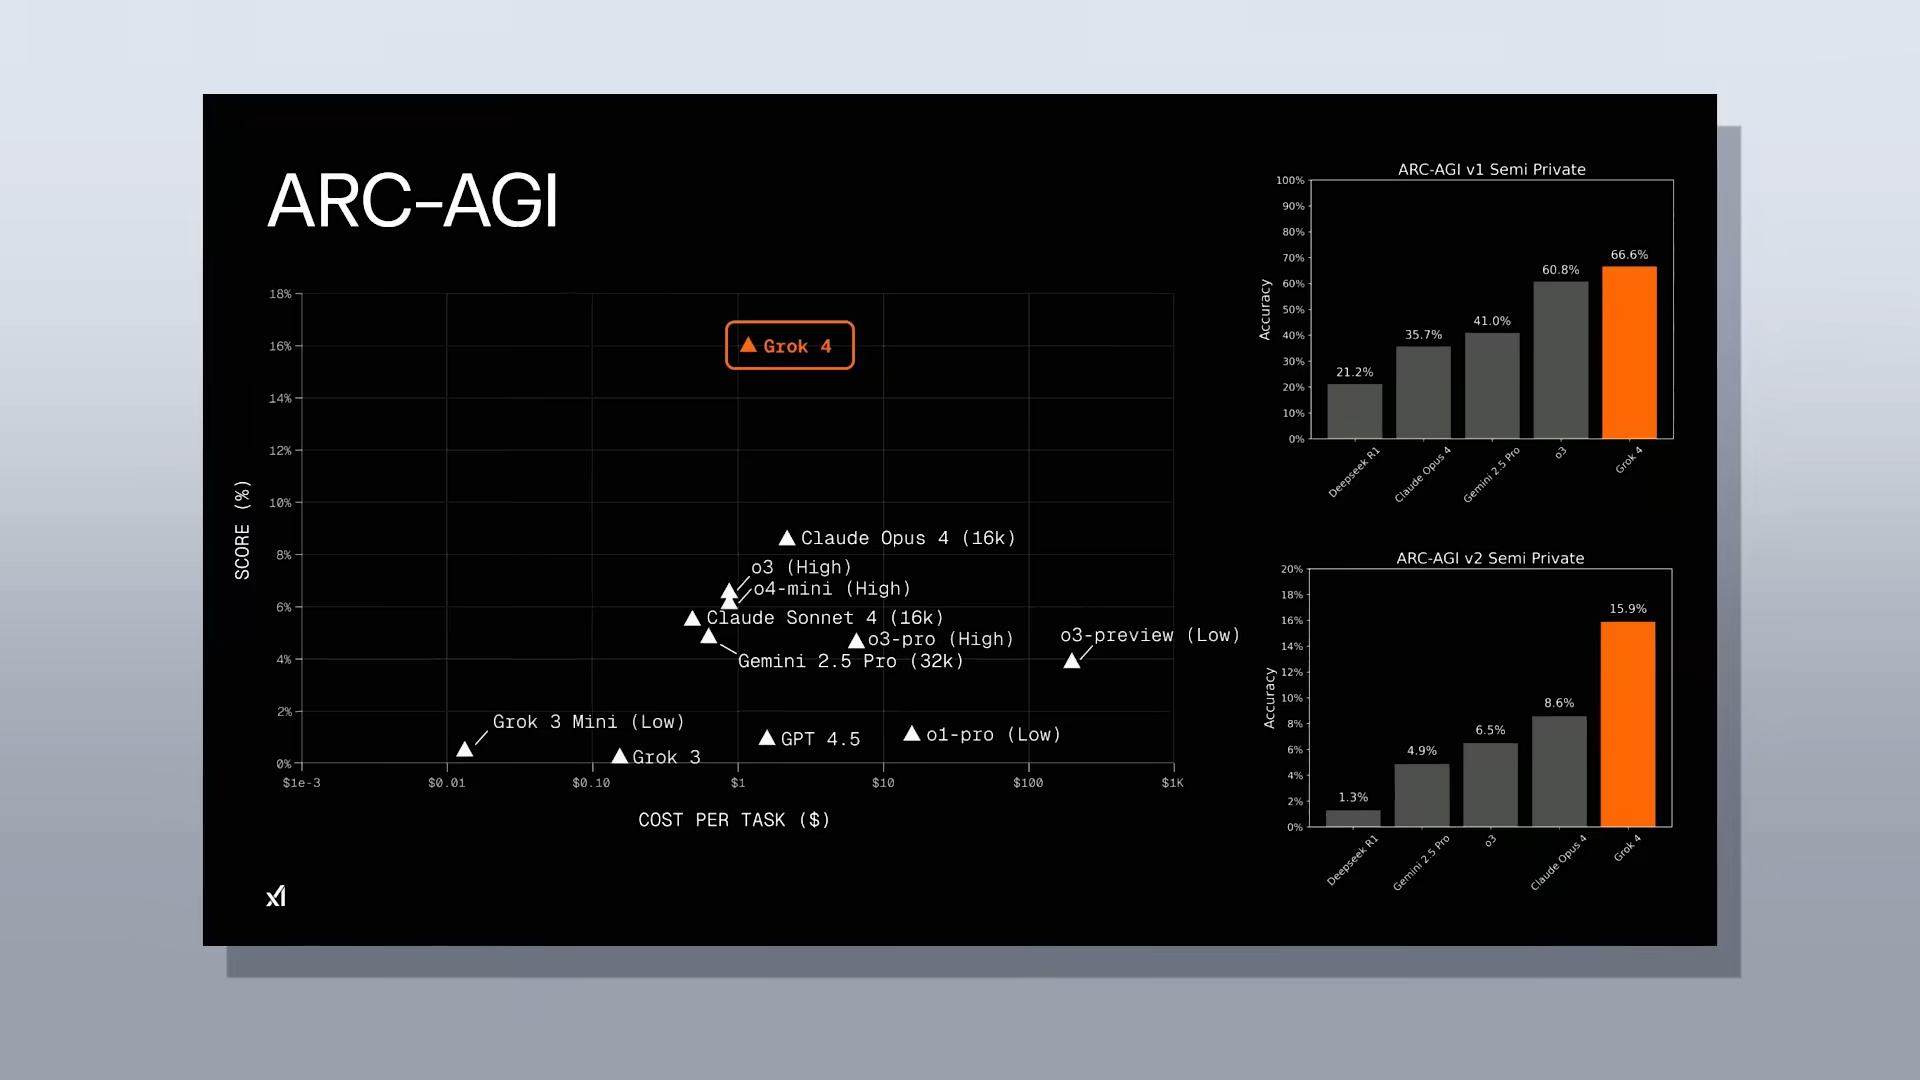 ARC-AGI
SCORE (%)
18%
16%
14%
12%
10%
8%
6%
4%
2%
0%
Grok 4
Claude Opus 4 (16k)
o3 (High)
o4-mini (High)
Claude Sonnet 4 (16k)
o3-pro (High)
o3-preview (Low)
Gemini 2.5 Pro (32k)
Grok 3 Mini (Low)
GPT 4.5
o1-pro (Low)
Grok 3
$1e-3 $0.01 $0.10 $1 $10 $100 $1K
COST PER TASK ($)
xI
ARC-AGI v1 Semi Private
Accuracy
100%
90%
80%
70%
60%
50%
40%
30%
20%
10%
0%
21.2% 35.7% 41.0% 60.8% 66.6%
Deepseek R1 Claude Opus 4 Gemini 2.5 Pro o3 Grok 4
ARC-AGI v2 Semi Private
Accuracy
20%
18%
16%
14%
12%
10%
8%
6%
4%
2%
0%
1.3% 4.9% 6.5% 8.6% 15.9%
Deepseek R1 Gemini 2.5 Pro o3 Claude Opus 4 Grok 4